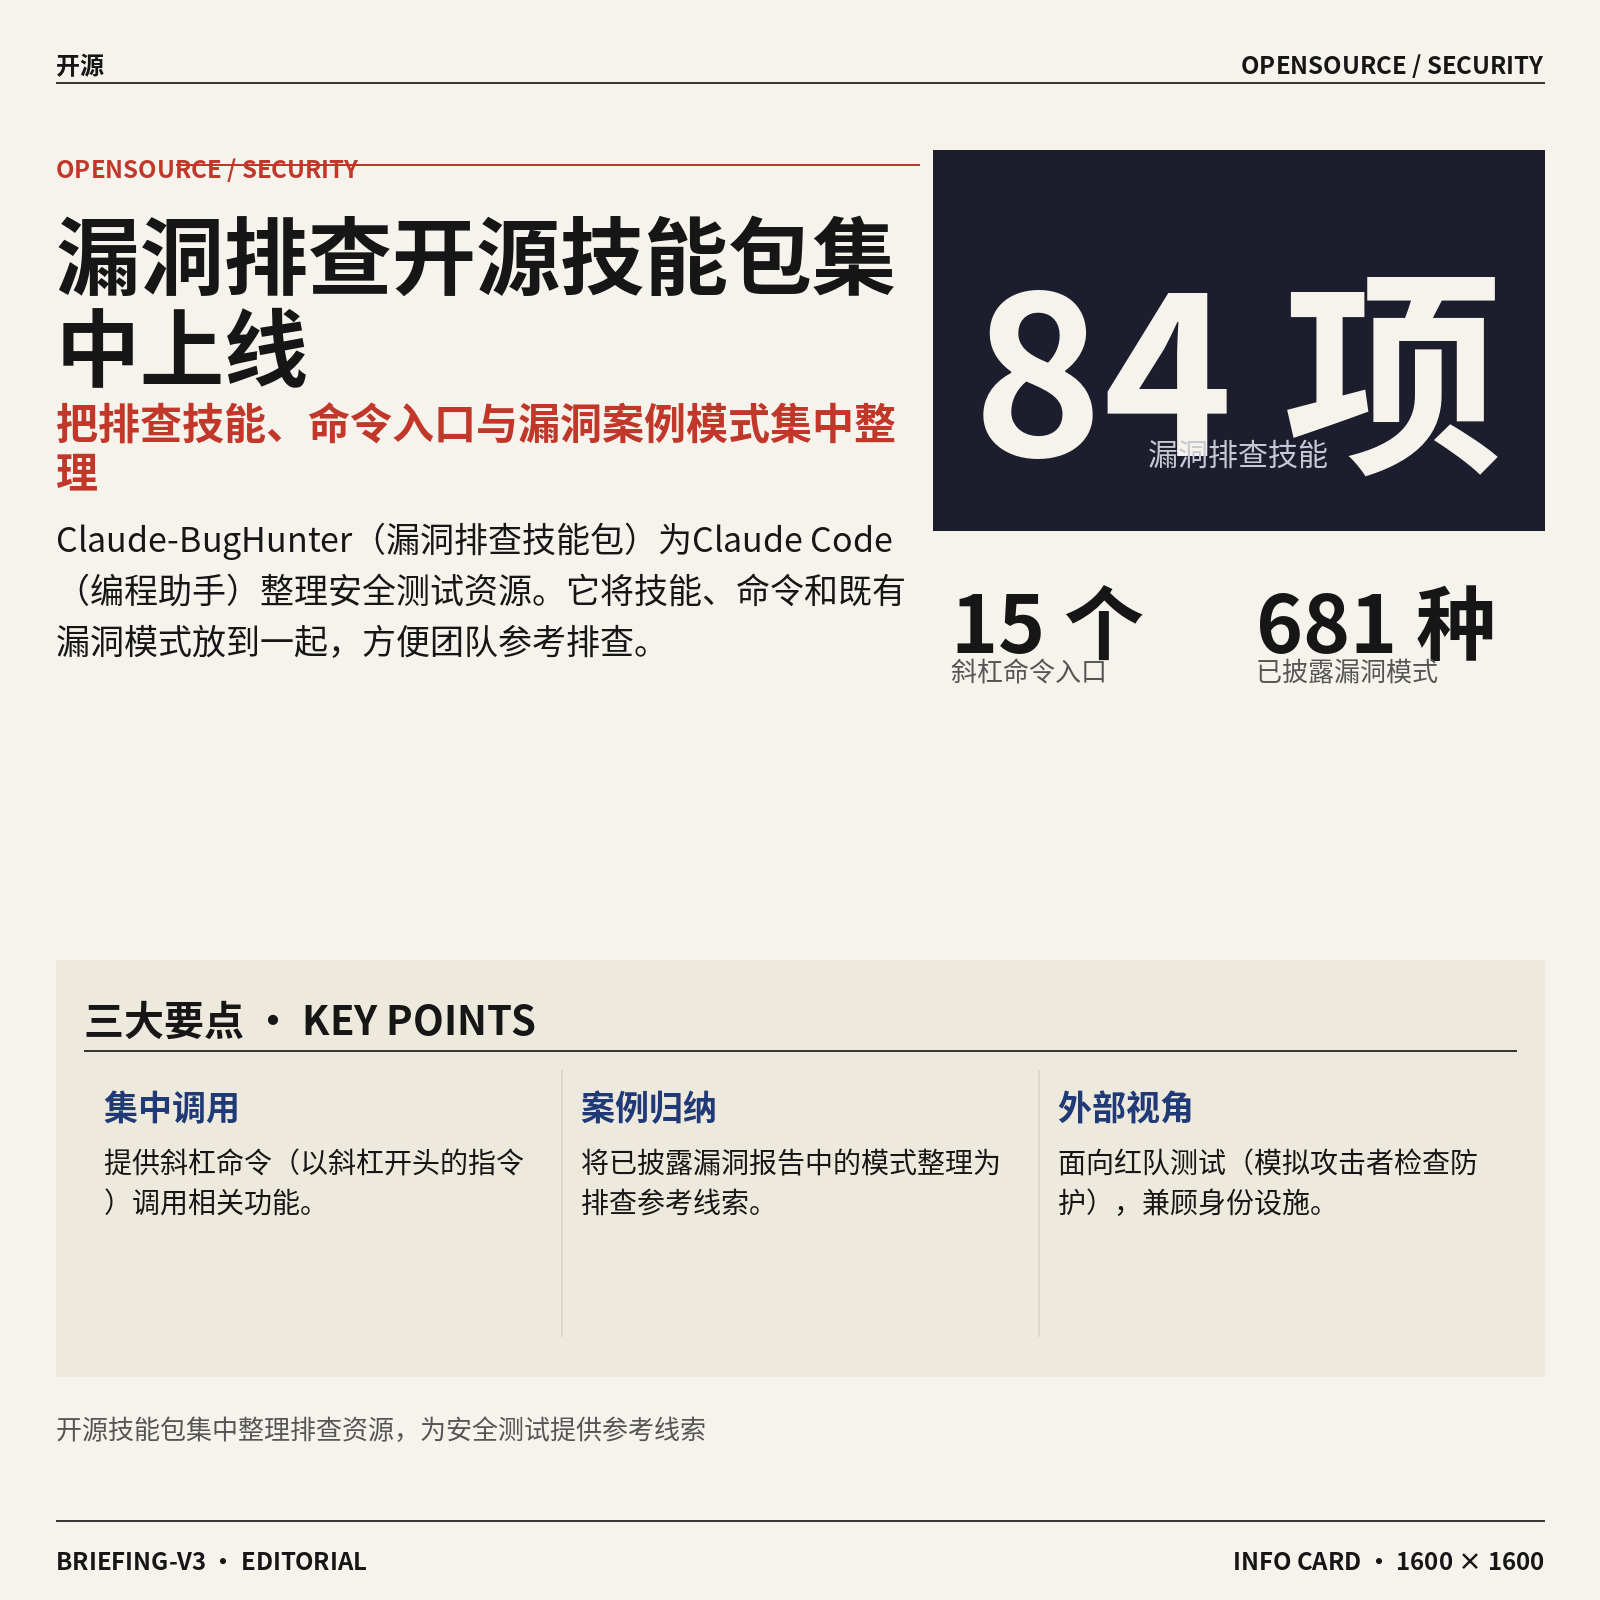 开源
OPENSOURCE / SECURITY
OPENSOURCE / SECURITY
漏洞排查开源技能包集
中上线
把排查技能、命令入口与漏洞案例模式集中整
理
Claude-BugHunter（漏洞排查技能包）为Claude Code
（编程助手）整理安全测试资源。它将技能、命令和既有
漏洞模式放到一起，方便团队参考排查。
84 项
漏洞排查技能
15 个
斜杠命令入口
681 种
已披露漏洞模式
三大要点 · KEY POINTS
集中调用
提供斜杠命令（以斜杠开头的指令
）调用相关功能。
案例归纳
将已披露漏洞报告中的模式整理为
排查参考线索。
外部视角
面向红队测试（模拟攻击者检查防
护），兼顾身份设施。
开源技能包集中整理排查资源，为安全测试提供参考线索
BRIEFING-V3 · EDITORIAL
INFO CARD · 1600 × 1600